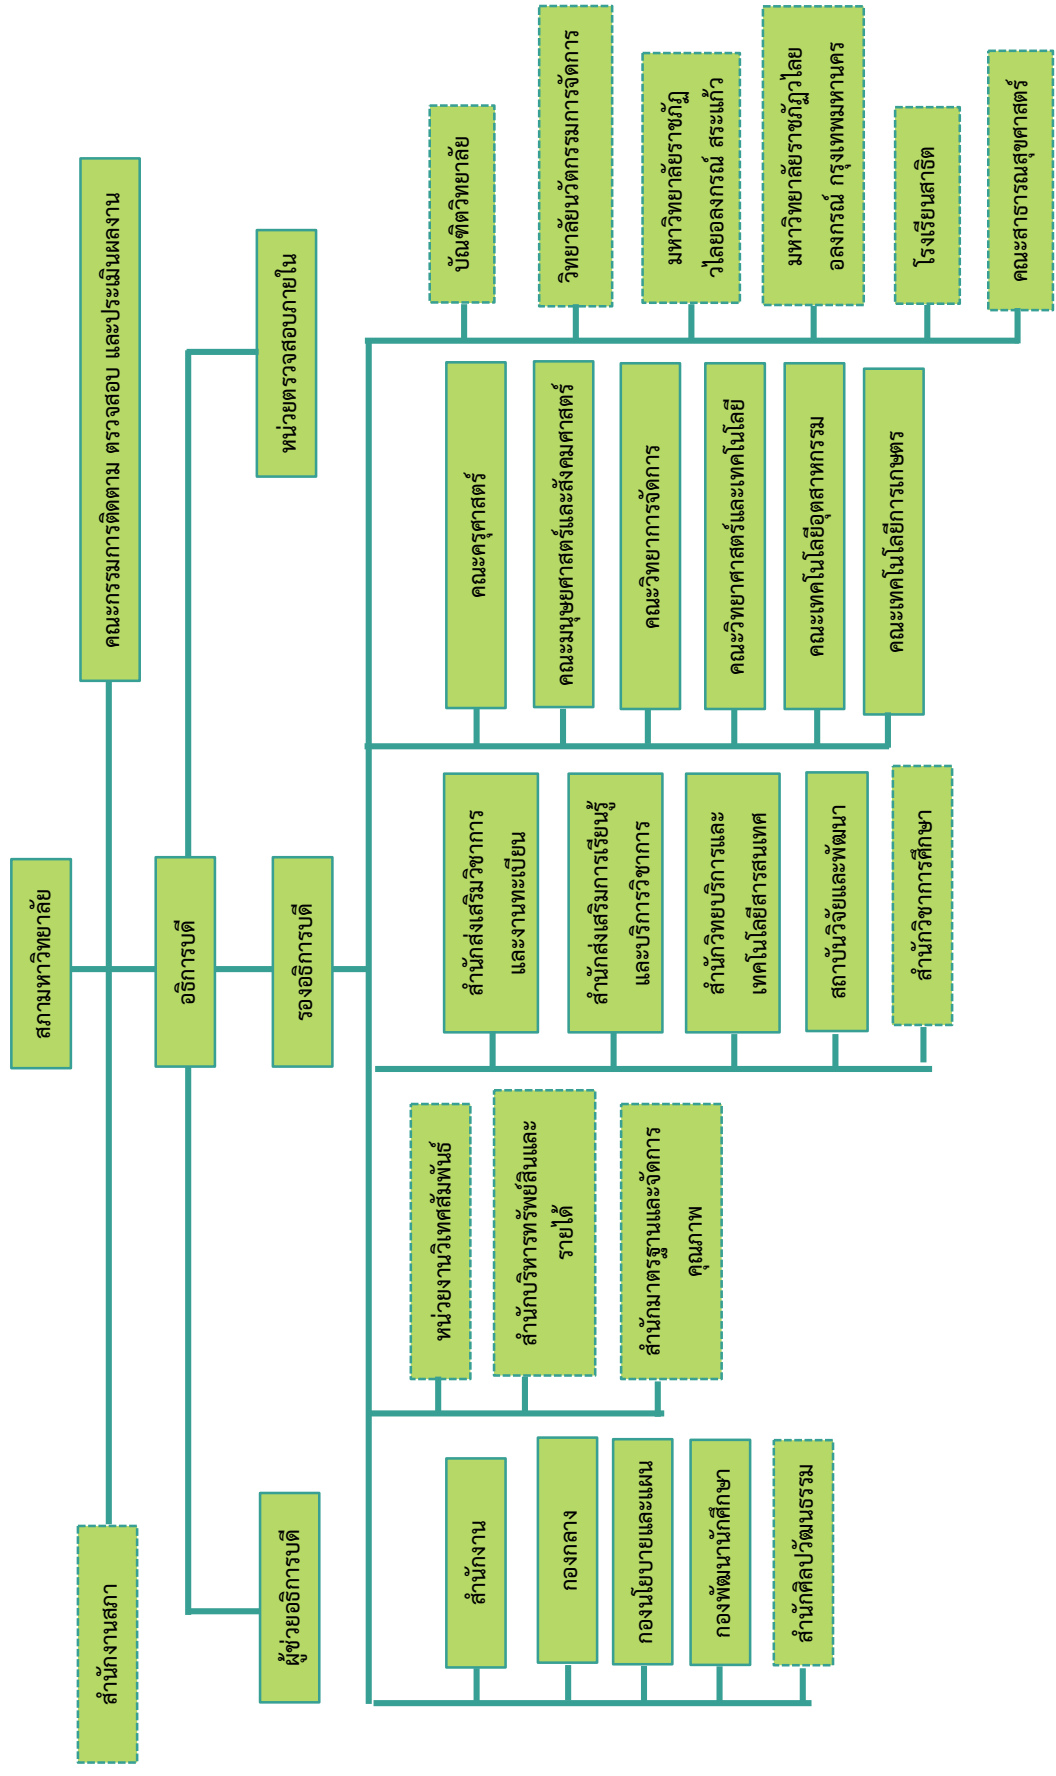 สภามหาวิทยาลัย
สำนักงานสภา
คณะกรรมการติดตาม ตรวจสอบ และประเมินผลงาน
อธิการบดี
ผู้ช่วยอธิการบดี
หน่วยตรวจสอบภายใน
รองอธิการบดี
สำนักงาน
กองกลาง
กองนโยบายและแผน
กองพัฒนานักศึกษา
สำนักศิลปวัฒนธรรม
หน่วยงานวิเทศสัมพันธ์
สำนักบริหารทรัพย์สินและ
รายได้
สำนักมาตรฐานและจัดการ
คุณภาพ
สำนักส่งเสริมวิชาการ
และงานทะเบียน
สำนักส่งเสริมการเรียนรู้
และบริการวิชาการ
สำนักวิทยบริการและ
เทคโนโลยีสารสนเทศ
สถาบันวิจัยและพัฒนา
สำนักวิชาการศึกษา
คณะครุศาสตร์
คณะมนุษยศาสตร์และสังคมศาสตร์
คณะวิทยาการจัดการ
คณะวิทยาศาสตร์และเทคโนโลยี
คณะเทคโนโลยีอุตสาหกรรม
คณะเทคโนโลยีการเกษตร
บัณฑิตวิทยาลัย
วิทยาลัยนวัตกรรมการจัดการ
มหาวิทยาลัยราชภัฏ
วไลยอลงกรณ์ สระแก้ว
มหาวิทยาลัยราชภัฏวไลย
อลงกรณ์ กรุงเทพมหานคร
โรงเรียนสาธิต
คณะสาธารณสุขศาสตร์